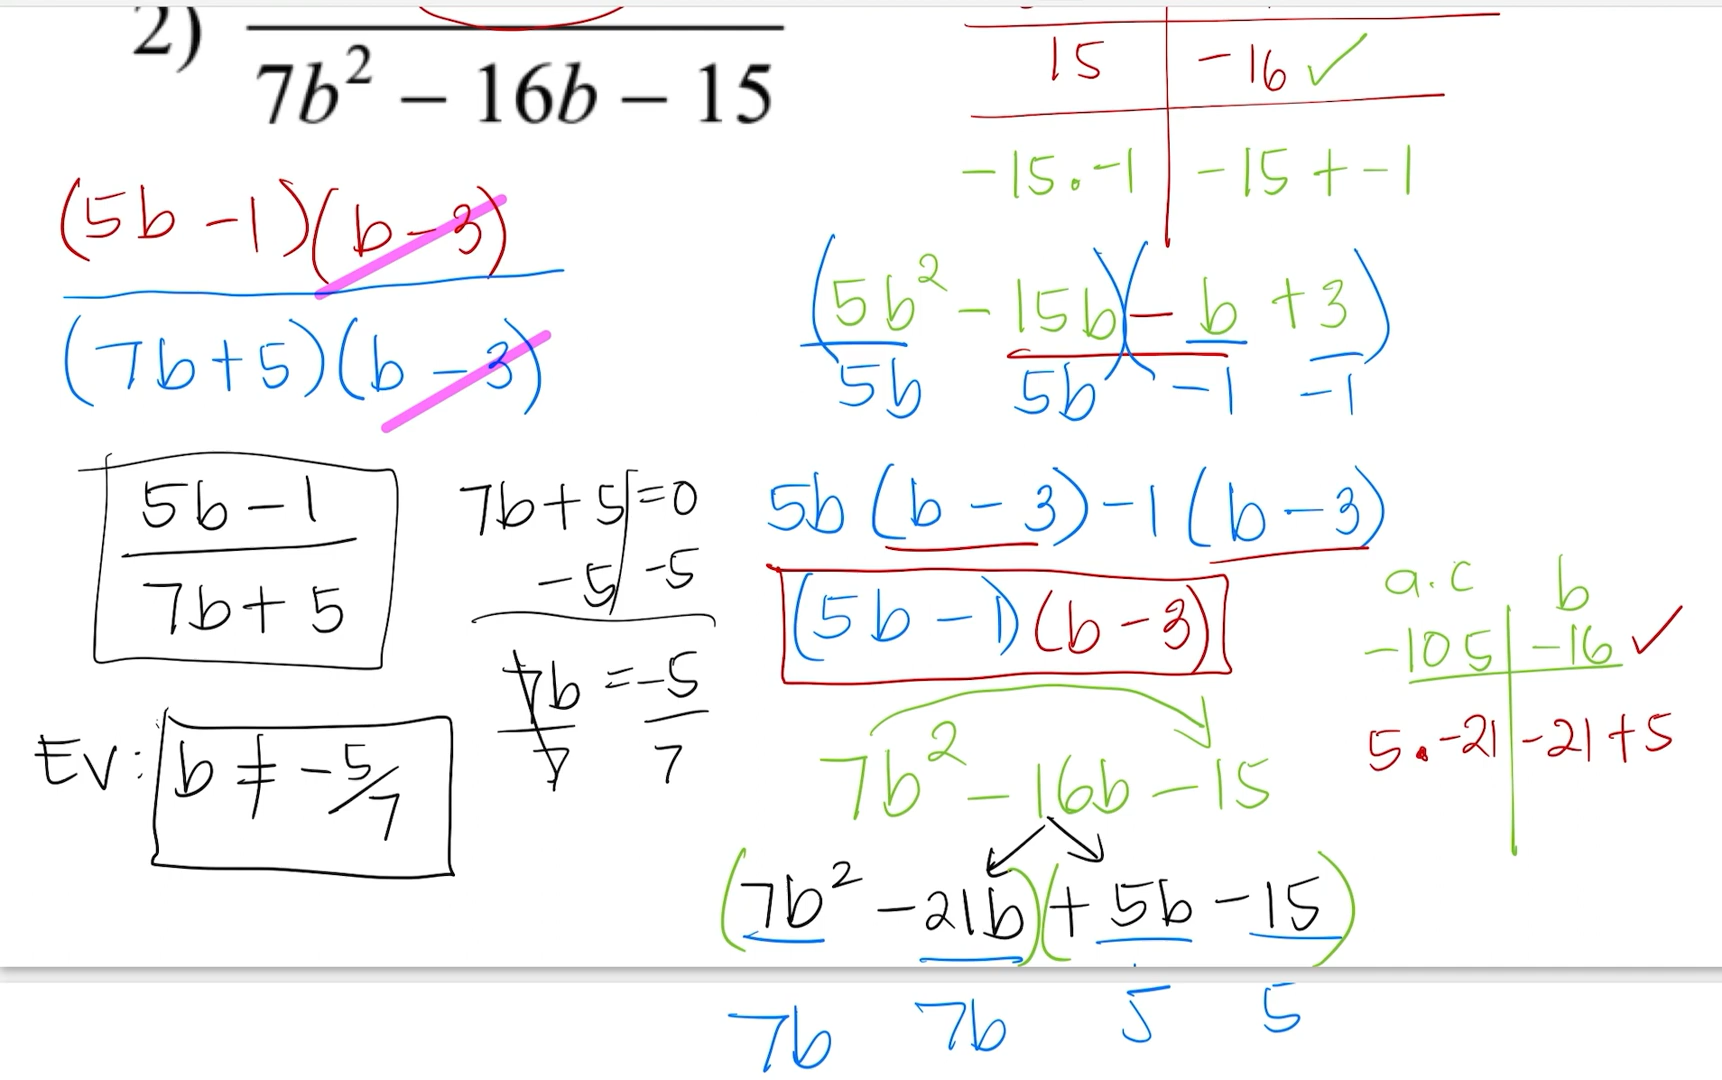 2)
7b² – 16b – 15
15 | -16 ✓
-15 · -1 | -15 + -1
(5b - 1)(b - 3)
(7b + 5)(b - 3)
(5b² - 15b)(- b + 3)
5b 5b -1 -1
5b (b - 3) - 1 (b - 3)
(5b - 1)(b - 3)
5b - 1
7b + 5
7b + 5 = 0
- 5 - 5
7b = -5
7 7
EV: b ≠ -5/7
a·c b
-105 | -16 ✓
5 · -21 | -21 + 5
7b² - 16b - 15
(7b² - 21b)(+ 5b - 15)
7b 7b 5 5